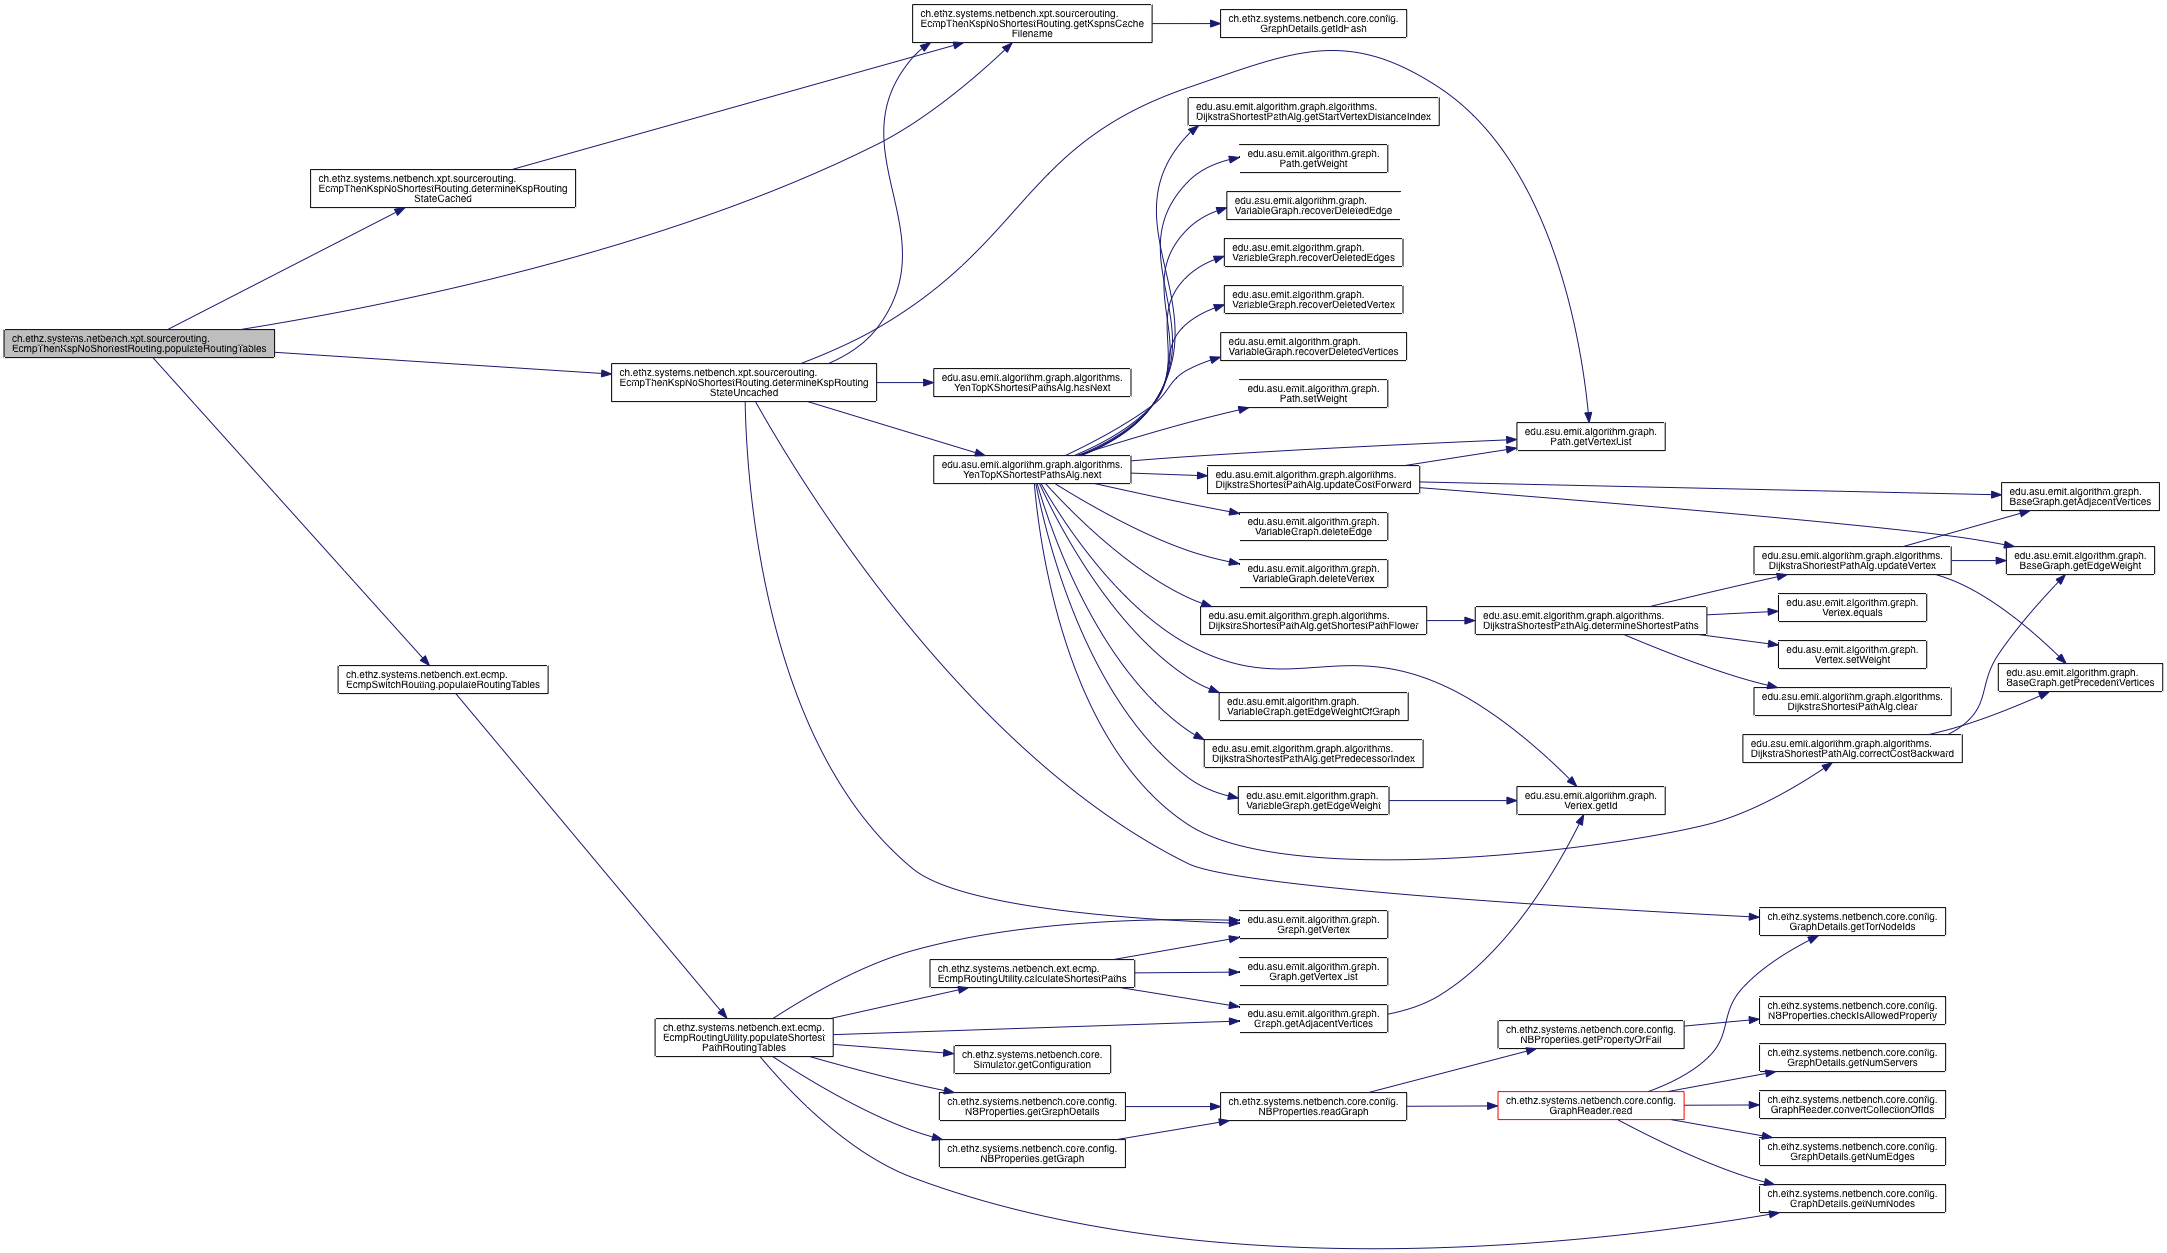 ch.ethz.systems.netbench.xpt.sourcerouting.
EcmpThenKspNoShortestRouting.getKspnsCache
Filename
ch.ethz.systems.netbench.core.config.
GraphDetails.getIdHash
edu.asu.emit.algorithm.graph.algorithms.
DijkstraShortestPathAlg.getStartVertexDistanceIndex
edu.asu.emit.algorithm.graph.
Path.getWeight
ch.ethz.systems.netbench.xpt.sourcerouting.
EcmpThenKspNoShortestRouting.determineKspRouting
StateCached
edu.asu.emit.algorithm.graph.
VariableGraph.recoverDeletedEdge
edu.asu.emit.algorithm.graph.
VariableGraph.recoverDeletedEdges
edu.asu.emit.algorithm.graph.
VariableGraph.recoverDeletedVertex
ch.ethz.systems.netbench.xpt.sourcerouting.
EcmpThenKspNoShortestRouting.populateRoutingTables
edu.asu.emit.algorithm.graph.
VariableGraph.recoverDeletedVertices
ch.ethz.systems.netbench.xpt.sourcerouting.
EcmpThenKspNoShortestRouting.determineKspRouting
StateUncached
edu.asu.emit.algorithm.graph.algorithms.
YenTopKShortestPathsAlg.hasNext
edu.asu.emit.algorithm.graph.
Path.setWeight
edu.asu.emit.algorithm.graph.
Path.getVertexList
edu.asu.emit.algorithm.graph.algorithms.
YenTopKShortestPathsAlg.next
edu.asu.emit.algorithm.graph.algorithms.
DijkstraShortestPathAlg.updateCostForward
edu.asu.emit.algorithm.graph.
BaseGraph.getAdjacentVertices
edu.asu.emit.algorithm.graph.
VariableGraph.deleteEdge
edu.asu.emit.algorithm.graph.algorithms.
DijkstraShortestPathAlg.updateVertex
edu.asu.emit.algorithm.graph.
BaseGraph.getEdgeWeight
edu.asu.emit.algorithm.graph.
VariableGraph.deleteVertex
edu.asu.emit.algorithm.graph.
Vertex.equals
edu.asu.emit.algorithm.graph.algorithms.
DijkstraShortestPathAlg.getShortestPathFlower
edu.asu.emit.algorithm.graph.algorithms.
DijkstraShortestPathAlg.determineShortestPaths
edu.asu.emit.algorithm.graph.
Vertex.setWeight
ch.ethz.systems.netbench.ext.ecmp.
EcmpSwitchRouting.populateRoutingTables
edu.asu.emit.algorithm.graph.
BaseGraph.getPrecedentVertices
edu.asu.emit.algorithm.graph.algorithms.
DijkstraShortestPathAlg.clear
edu.asu.emit.algorithm.graph.
VariableGraph.getEdgeWeightOfGraph
edu.asu.emit.algorithm.graph.algorithms.
DijkstraShortestPathAlg.getPredecessorIndex
edu.asu.emit.algorithm.graph.algorithms.
DijkstraShortestPathAlg.correctCostBackward
edu.asu.emit.algorithm.graph.
VariableGraph.getEdgeWeight
edu.asu.emit.algorithm.graph.
Vertex.getId
edu.asu.emit.algorithm.graph.
Graph.getVertex
ch.ethz.systems.netbench.core.config.
GraphDetails.getTorNodeIds
ch.ethz.systems.netbench.ext.ecmp.
EcmpRoutingUtility.calculateShortestPaths
edu.asu.emit.algorithm.graph.
Graph.getVertexList
edu.asu.emit.algorithm.graph.
Graph.getAdjacentVertices
ch.ethz.systems.netbench.core.config.
NBProperties.checkIsAllowedProperty
ch.ethz.systems.netbench.ext.ecmp.
EcmpRoutingUtility.populateShortest
PathRoutingTables
ch.ethz.systems.netbench.core.config.
NBProperties.getPropertyOrFail
ch.ethz.systems.netbench.core.
Simulator.getConfiguration
ch.ethz.systems.netbench.core.config.
GraphDetails.getNumServers
ch.ethz.systems.netbench.core.config.
NBProperties.getGraphDetails
ch.ethz.systems.netbench.core.config.
NBProperties.readGraph
ch.ethz.systems.netbench.core.config.
GraphReader.read
ch.ethz.systems.netbench.core.config.
GraphReader.convertCollectionOfIds
ch.ethz.systems.netbench.core.config.
NBProperties.getGraph
ch.ethz.systems.netbench.core.config.
GraphDetails.getNumEdges
ch.ethz.systems.netbench.core.config.
GraphDetails.getNumNodes